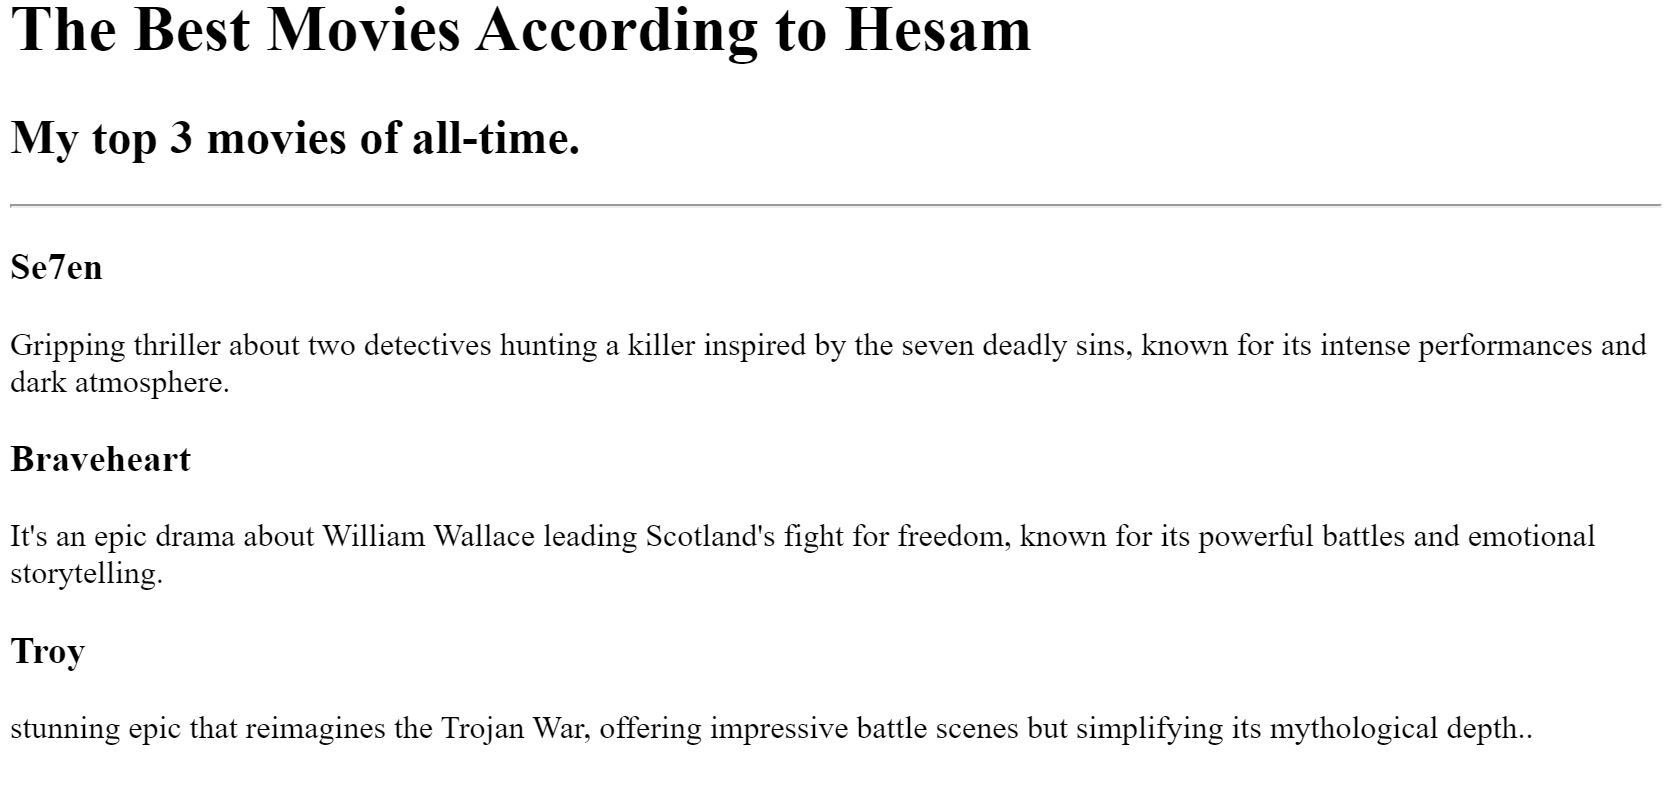 The Best Movies According to Hesam
My top 3 movies of all-time.
Se7en
Gripping thriller about two detectives hunting a killer inspired by the seven deadly sins, known for its intense performances and
dark atmosphere.
Braveheart
It's an epic drama about William Wallace leading Scotland's fight for freedom, known for its powerful battles and emotional
storytelling.
Troy
stunning epic that reimagines the Trojan War, offering impressive battle scenes but simplifying its mythological depth..